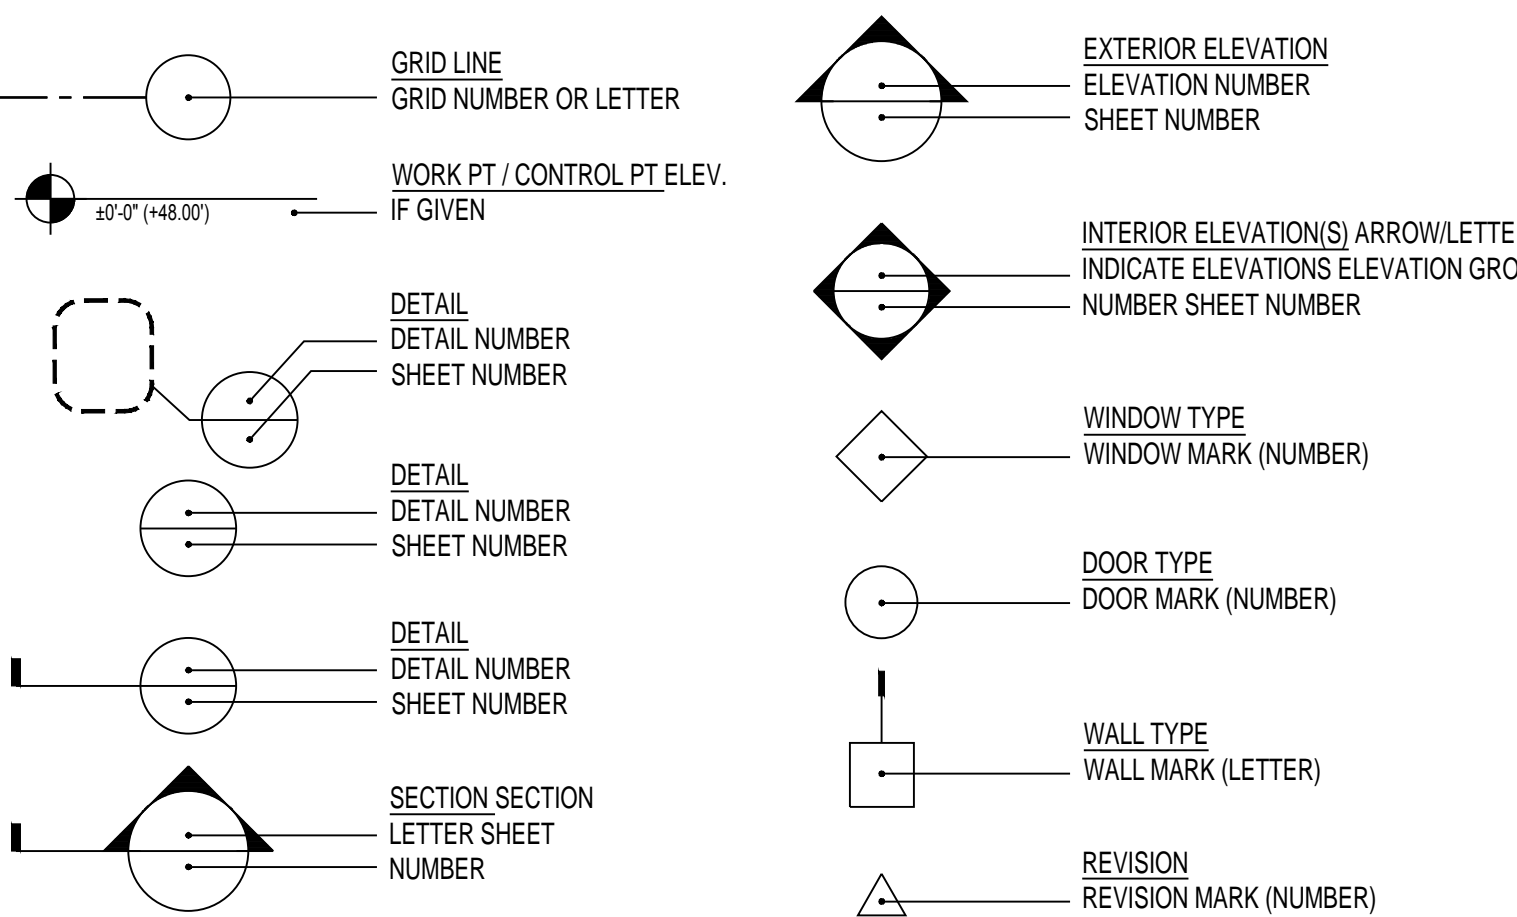 GRID LINE
GRID NUMBER OR LETTER
WORK PT / CONTROL PT ELEV.
IF GIVEN
±0'-0" (+48.00')
DETAIL
DETAIL NUMBER
SHEET NUMBER
DETAIL
DETAIL NUMBER
SHEET NUMBER
DETAIL
DETAIL NUMBER
SHEET NUMBER
SECTION SECTION
LETTER SHEET
NUMBER
EXTERIOR ELEVATION
ELEVATION NUMBER
SHEET NUMBER
INTERIOR ELEVATION(S) ARROW/LETTE
INDICATE ELEVATIONS ELEVATION GRO
NUMBER SHEET NUMBER
WINDOW TYPE
WINDOW MARK (NUMBER)
DOOR TYPE
DOOR MARK (NUMBER)
WALL TYPE
WALL MARK (LETTER)
REVISION
REVISION MARK (NUMBER)